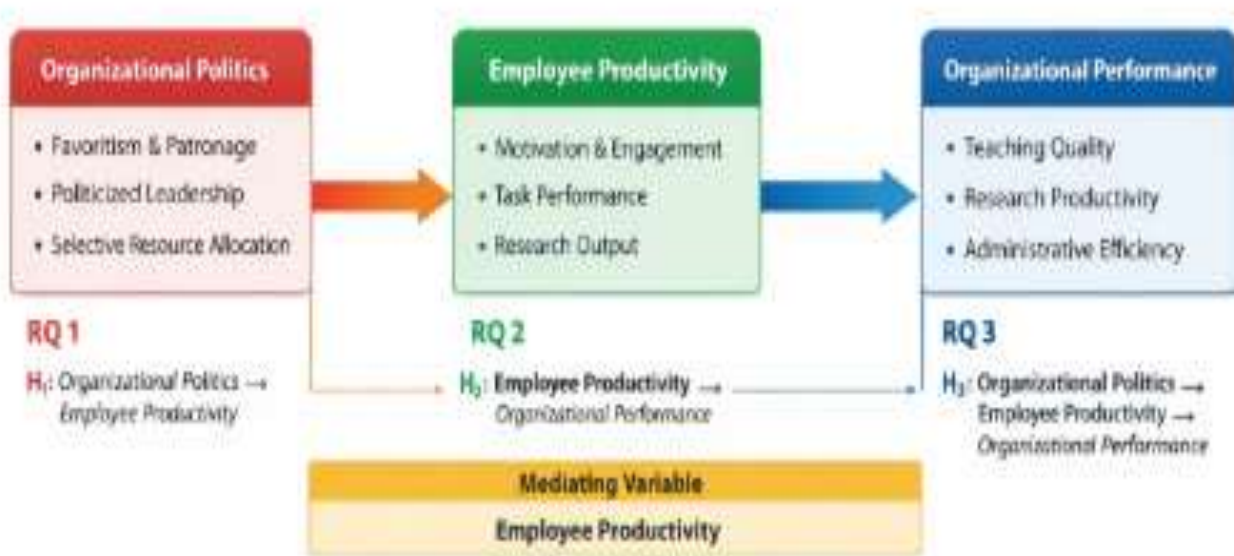 Organizational Politics
• Favoritism & Patronage
• Politicized Leadership
• Selective Resource Allocation
Employee Productivity
• Motivation & Engagement
• Task Performance
• Research Output
Organizational Performance
• Teaching Quality
• Research Productivity
• Administrative Efficiency
RQ 1
H₁: Organizational Politics →
Employee Productivity
RQ 2
H₂: Employee Productivity →
Organizational Performance
RQ 3
H₃: Organizational Politics →
Employee Productivity →
Organizational Performance
Mediating Variable
Employee Productivity